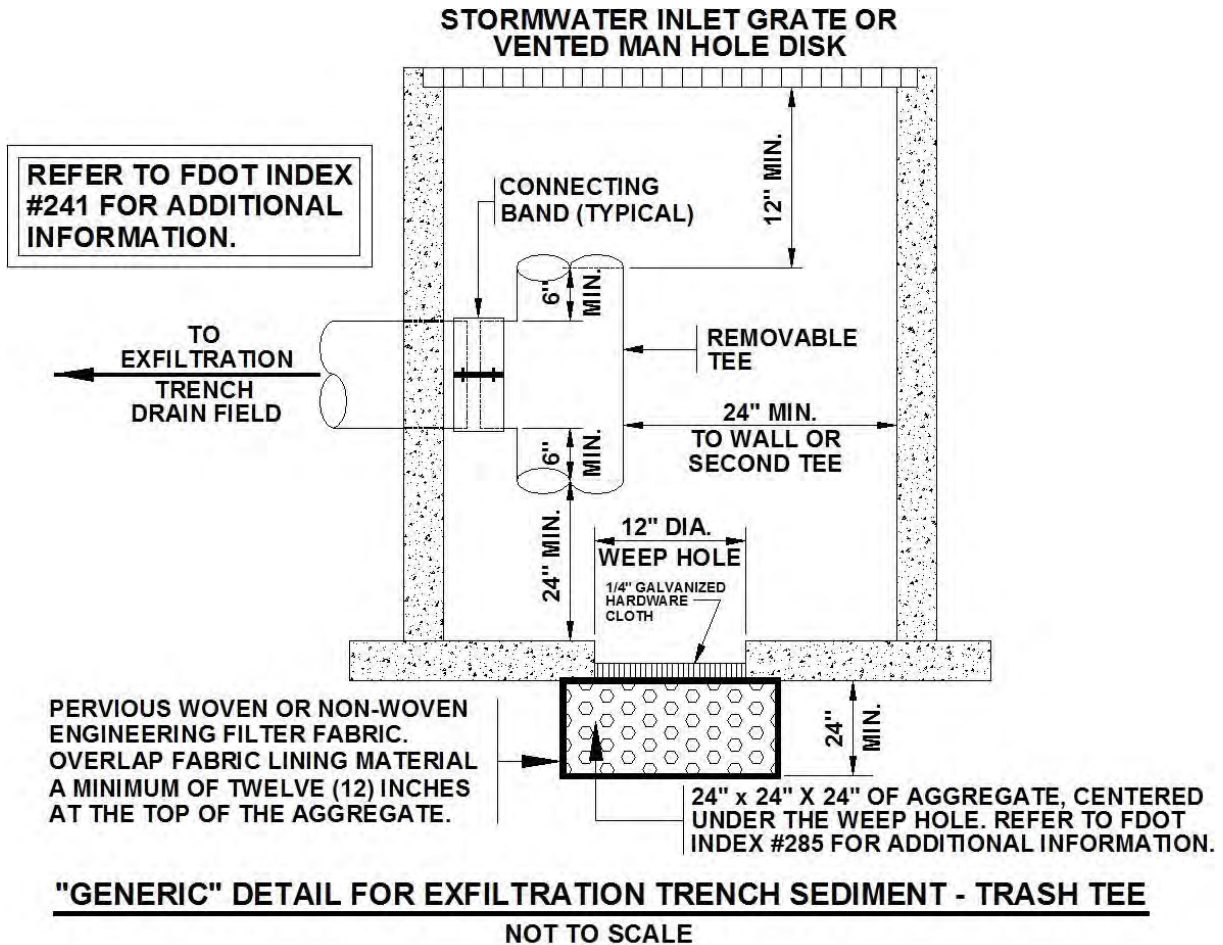 STORMWATER INLET GRATE OR
VENTED MAN HOLE DISK
REFER TO FDOT INDEX
#241 FOR ADDITIONAL
INFORMATION.
CONNECTING
BAND (TYPICAL)
12" MIN.
6"
MIN.
TO
EXFILTRATION
TRENCH
DRAIN FIELD
REMOVABLE
TEE
24" MIN.
TO WALL OR
SECOND TEE
6"
MIN.
24" MIN.
12" DIA.
WEEP HOLE
1/4" GALVANIZED
HARDWARE
CLOTH
PERVIOUS WOVEN OR NON-WOVEN
ENGINEERING FILTER FABRIC.
OVERLAP FABRIC LINING MATERIAL
A MINIMUM OF TWELVE (12) INCHES
AT THE TOP OF THE AGGREGATE.
24"
MIN.
24" x 24" X 24" OF AGGREGATE, CENTERED
UNDER THE WEEP HOLE. REFER TO FDOT
INDEX #285 FOR ADDITIONAL INFORMATION.
"GENERIC" DETAIL FOR EXFILTRATION TRENCH SEDIMENT - TRASH TEE
NOT TO SCALE